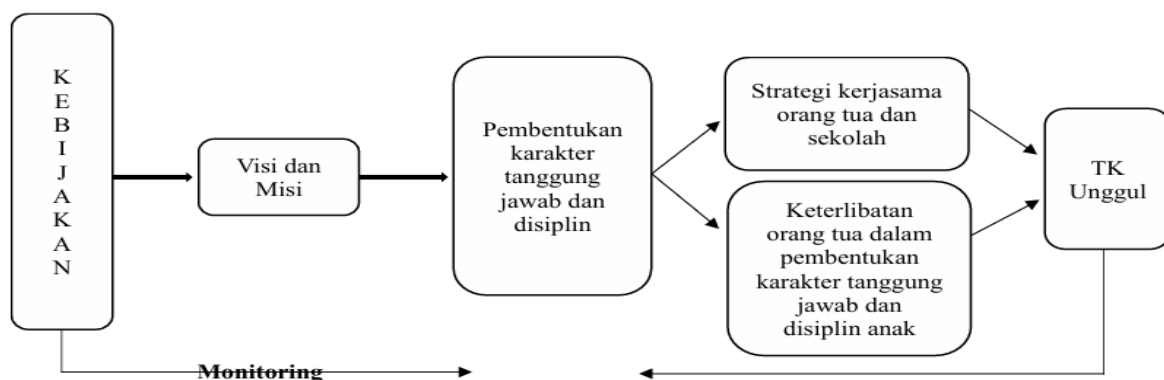 K
E
B
I
J
A
K
A
N
Visi dan
Misi
Pembentukan
karakter
tanggung
jawab dan
disiplin
Strategi kerjasama
orang tua dan
sekolah
Keterlibatan
orang tua dalam
pembentukan
karakter tanggung
jawab dan
disiplin anak
TK
Unggul
Monitoring